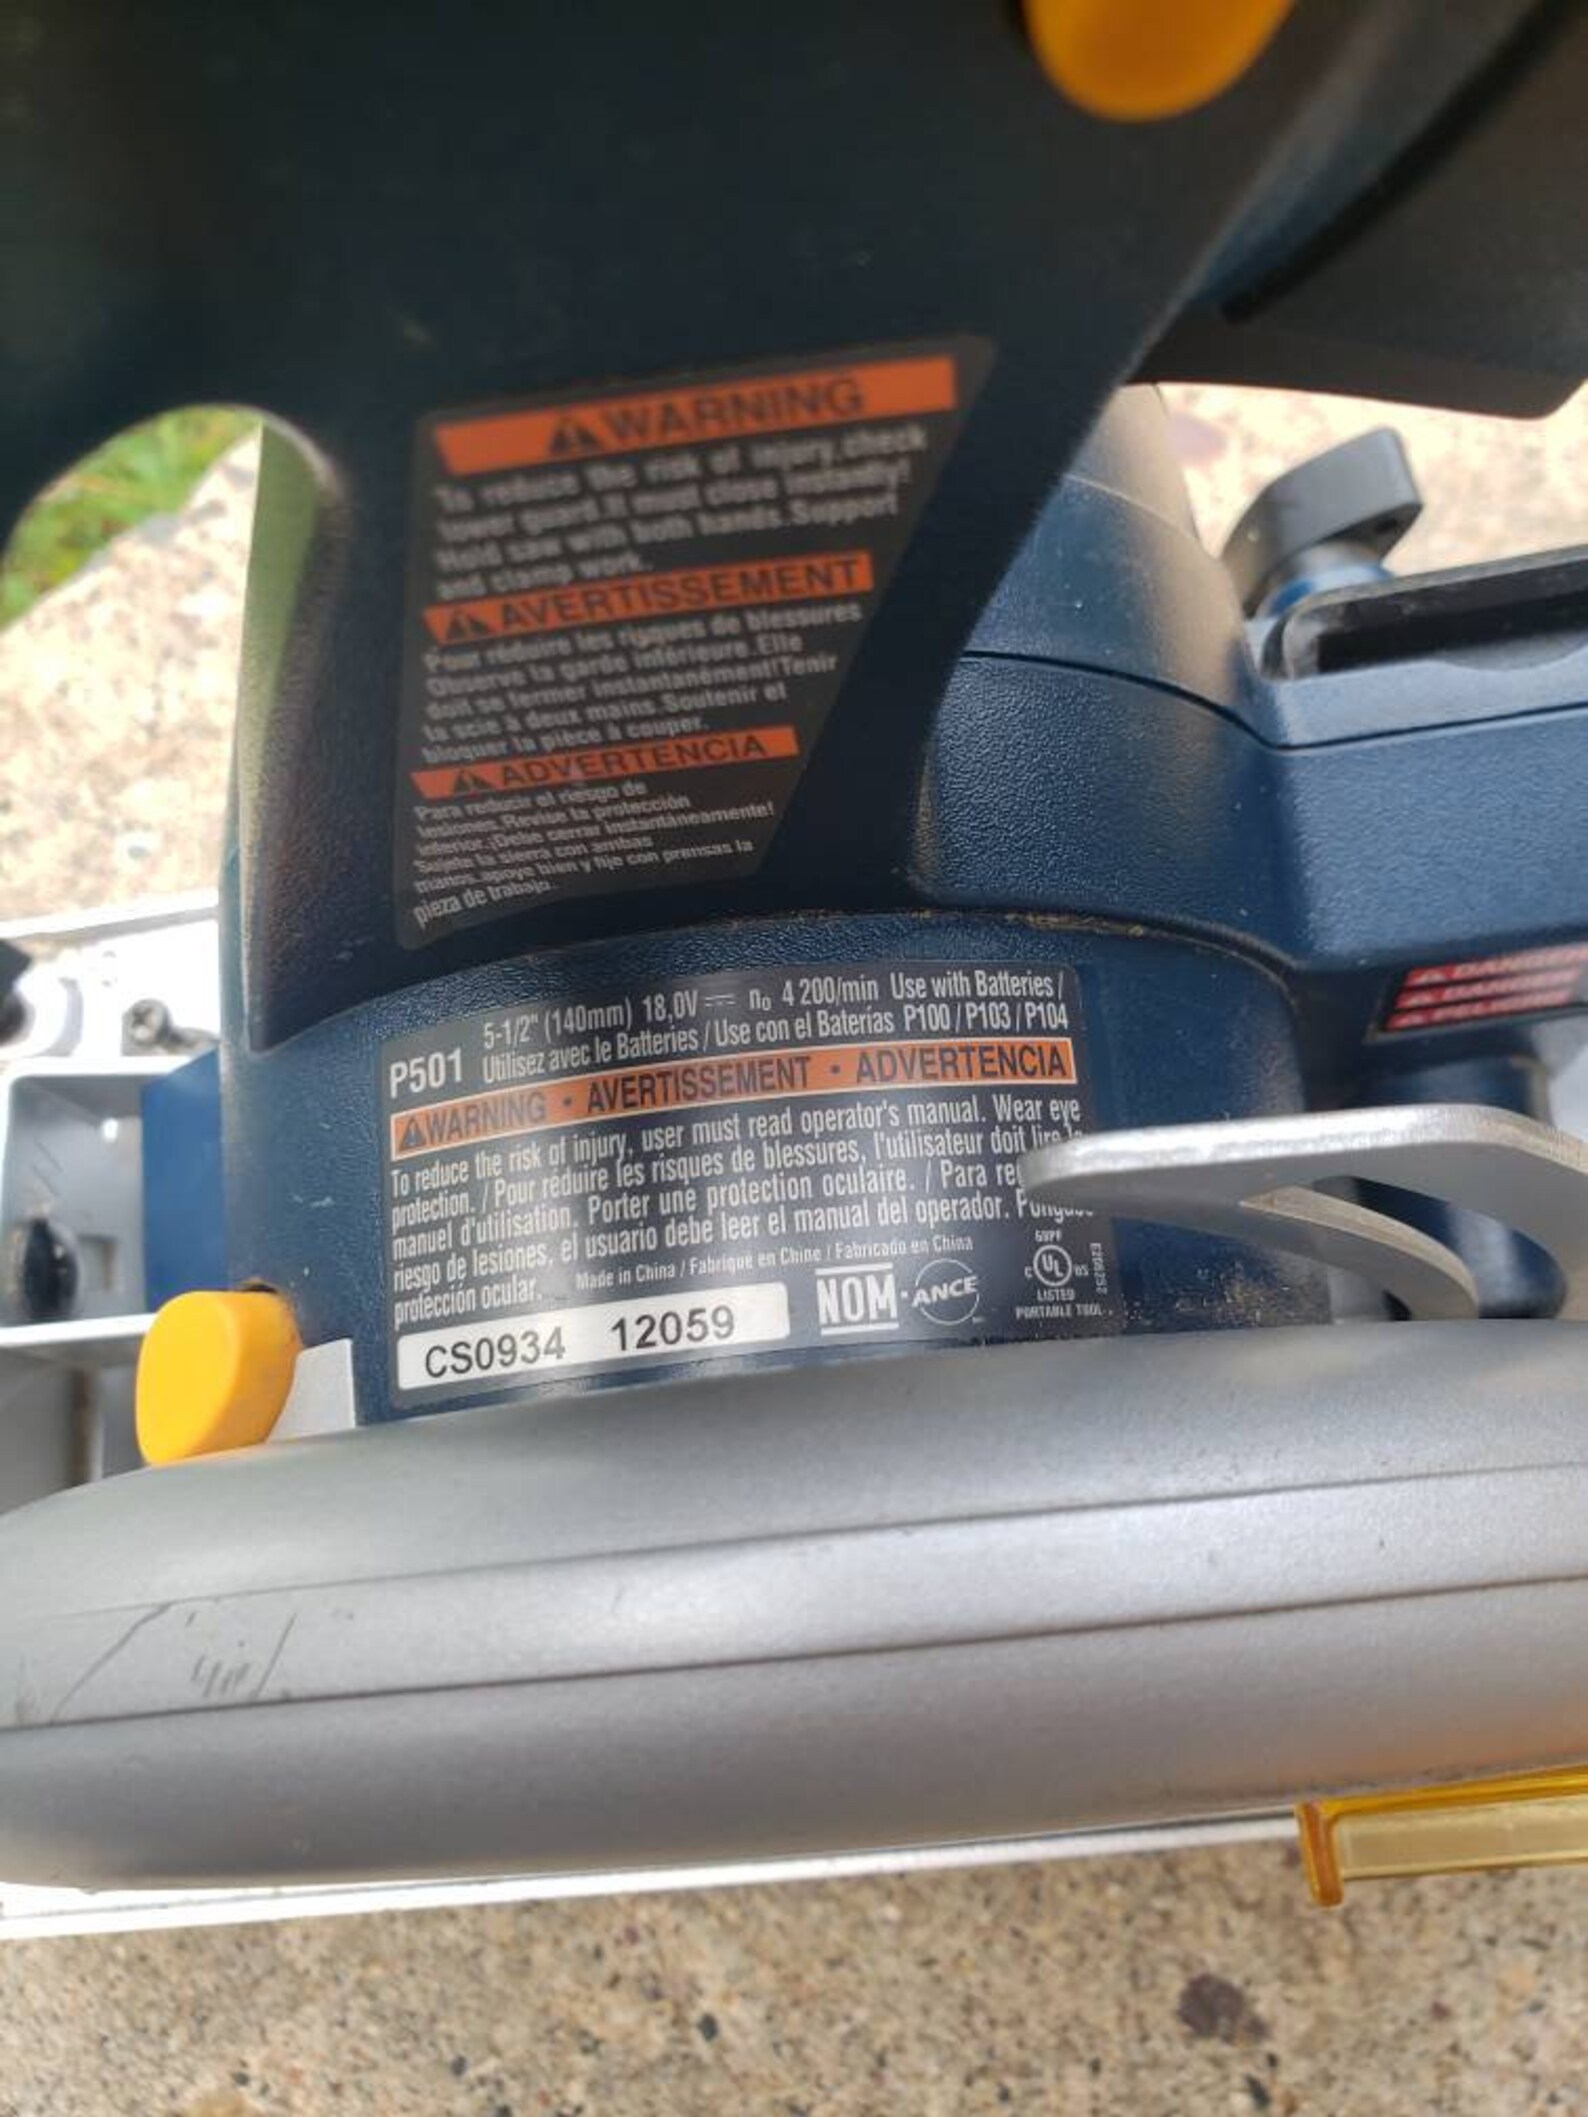 WARNING
To reduce the risk of injury, check
lower guard. It must close instantly!
Hold saw with both hands. Support
and clamp work.
AVERTISSEMENT
Pour réduire les risques de blessures
Observe la garde inférieure. Elle
doit se fermer instantanément! Tenir
la scie à deux mains. Soutenir et
bloquer la pièce à couper.
ADVERTENCIA
Para reducir el riesgo de
lesiones, Revise la protección
inferior. ¡Debe cerrar instantáneamente!
Sujete la sierra con ambas
manos, apoye bien y fije con prensas la
pieza de trabajo.
P501 5-1/2" (140mm) 18,0V n₀ 4 200/min Use with Batteries /
Utilisez avec le Batteries / Use con el Baterias P100 / P103 / P104
WARNING · AVERTISSEMENT · ADVERTENCIA
To reduce the risk of injury, user must read operator's manual. Wear eye
protection. / Pour réduire les risques de blessures, l'utilisateur doit lire
manuel d'utilisation. Porter une protection oculaire. / Para
riesgo de lesiones, el usuario debe leer el manual del operador.
protección ocular. Made in China / Fabriqué en Chine / Fabricado en China
CS0934 12059
NOM·ANCE
69PF
C UL US
LISTED
PORTABLE TOOL
DANGER
DANGER
PELIGRO